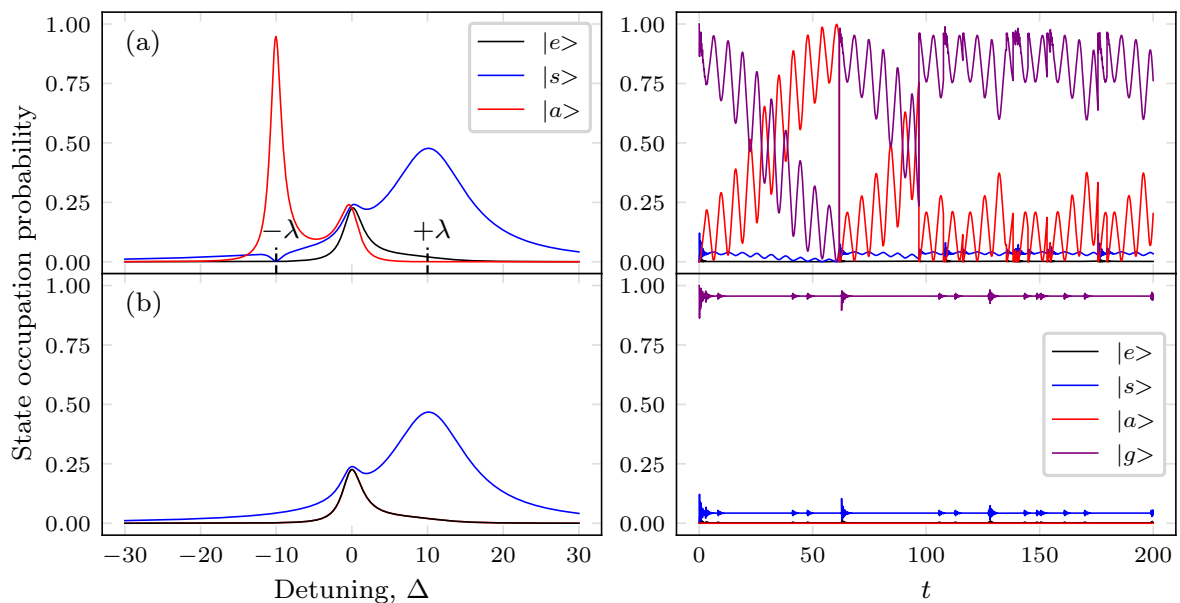 State occupation probability
(a)
1.00
0.75
0.50
0.25
0.00
|e>
|s>
|a>
−λ
+λ
1.00
0.75
0.50
0.25
0.00
(b)
1.00
0.75
0.50
0.25
0.00
−30
−20
−10
0
10
20
30
Detuning, Δ
1.00
0.75
0.50
0.25
0.00
|e>
|s>
|a>
|g>
0
50
100
150
200
t